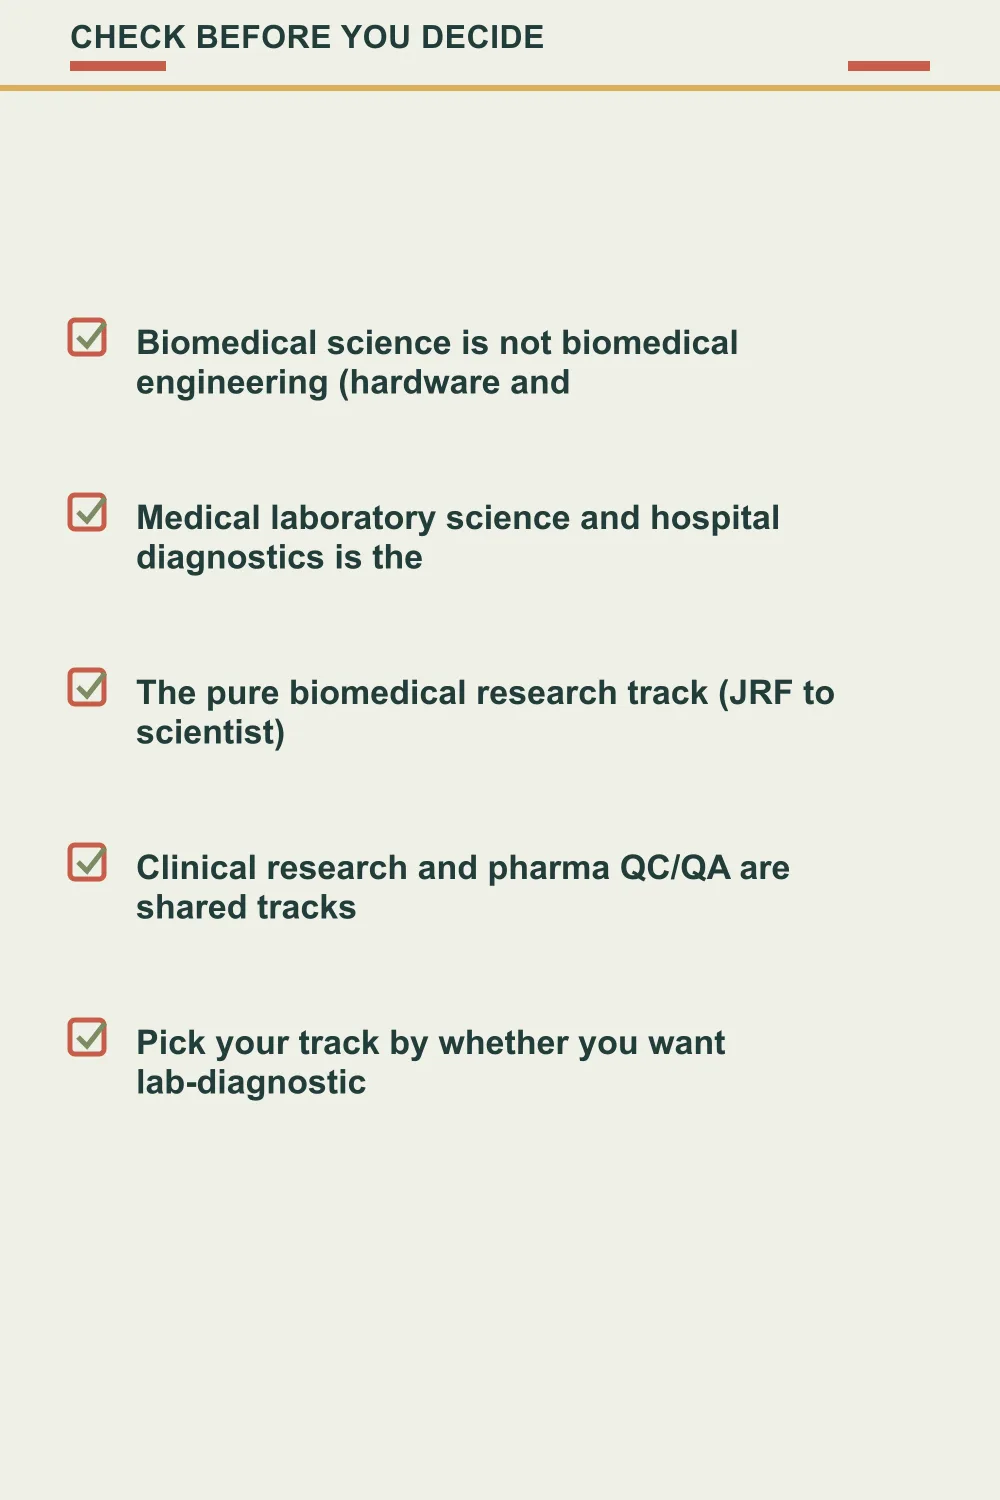 CHECK BEFORE YOU DECIDE
Biomedical science is not biomedical
engineering (hardware and
Medical laboratory science and hospital
diagnostics is the
The pure biomedical research track (JRF to
scientist)
Clinical research and pharma QC/QA are
shared tracks
Pick your track by whether you want
lab-diagnostic